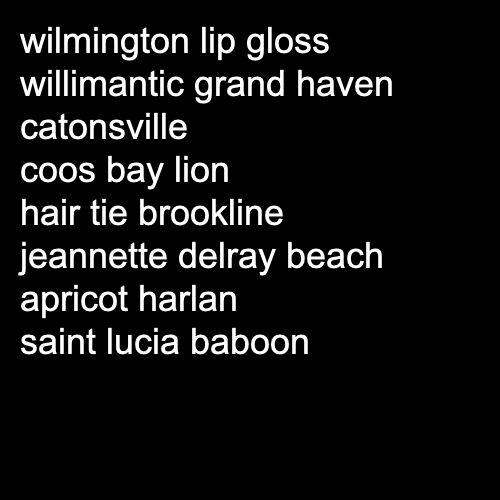 wilmington lip gloss
willimantic grand haven
catonsville
coos bay lion
hair tie brookline
jeannette delray beach
apricot harlan
saint lucia baboon